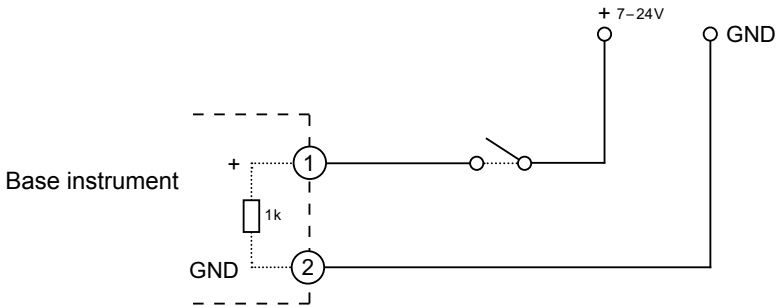 + 7–24V
GND
1
+
Base instrument
1k
GND
2